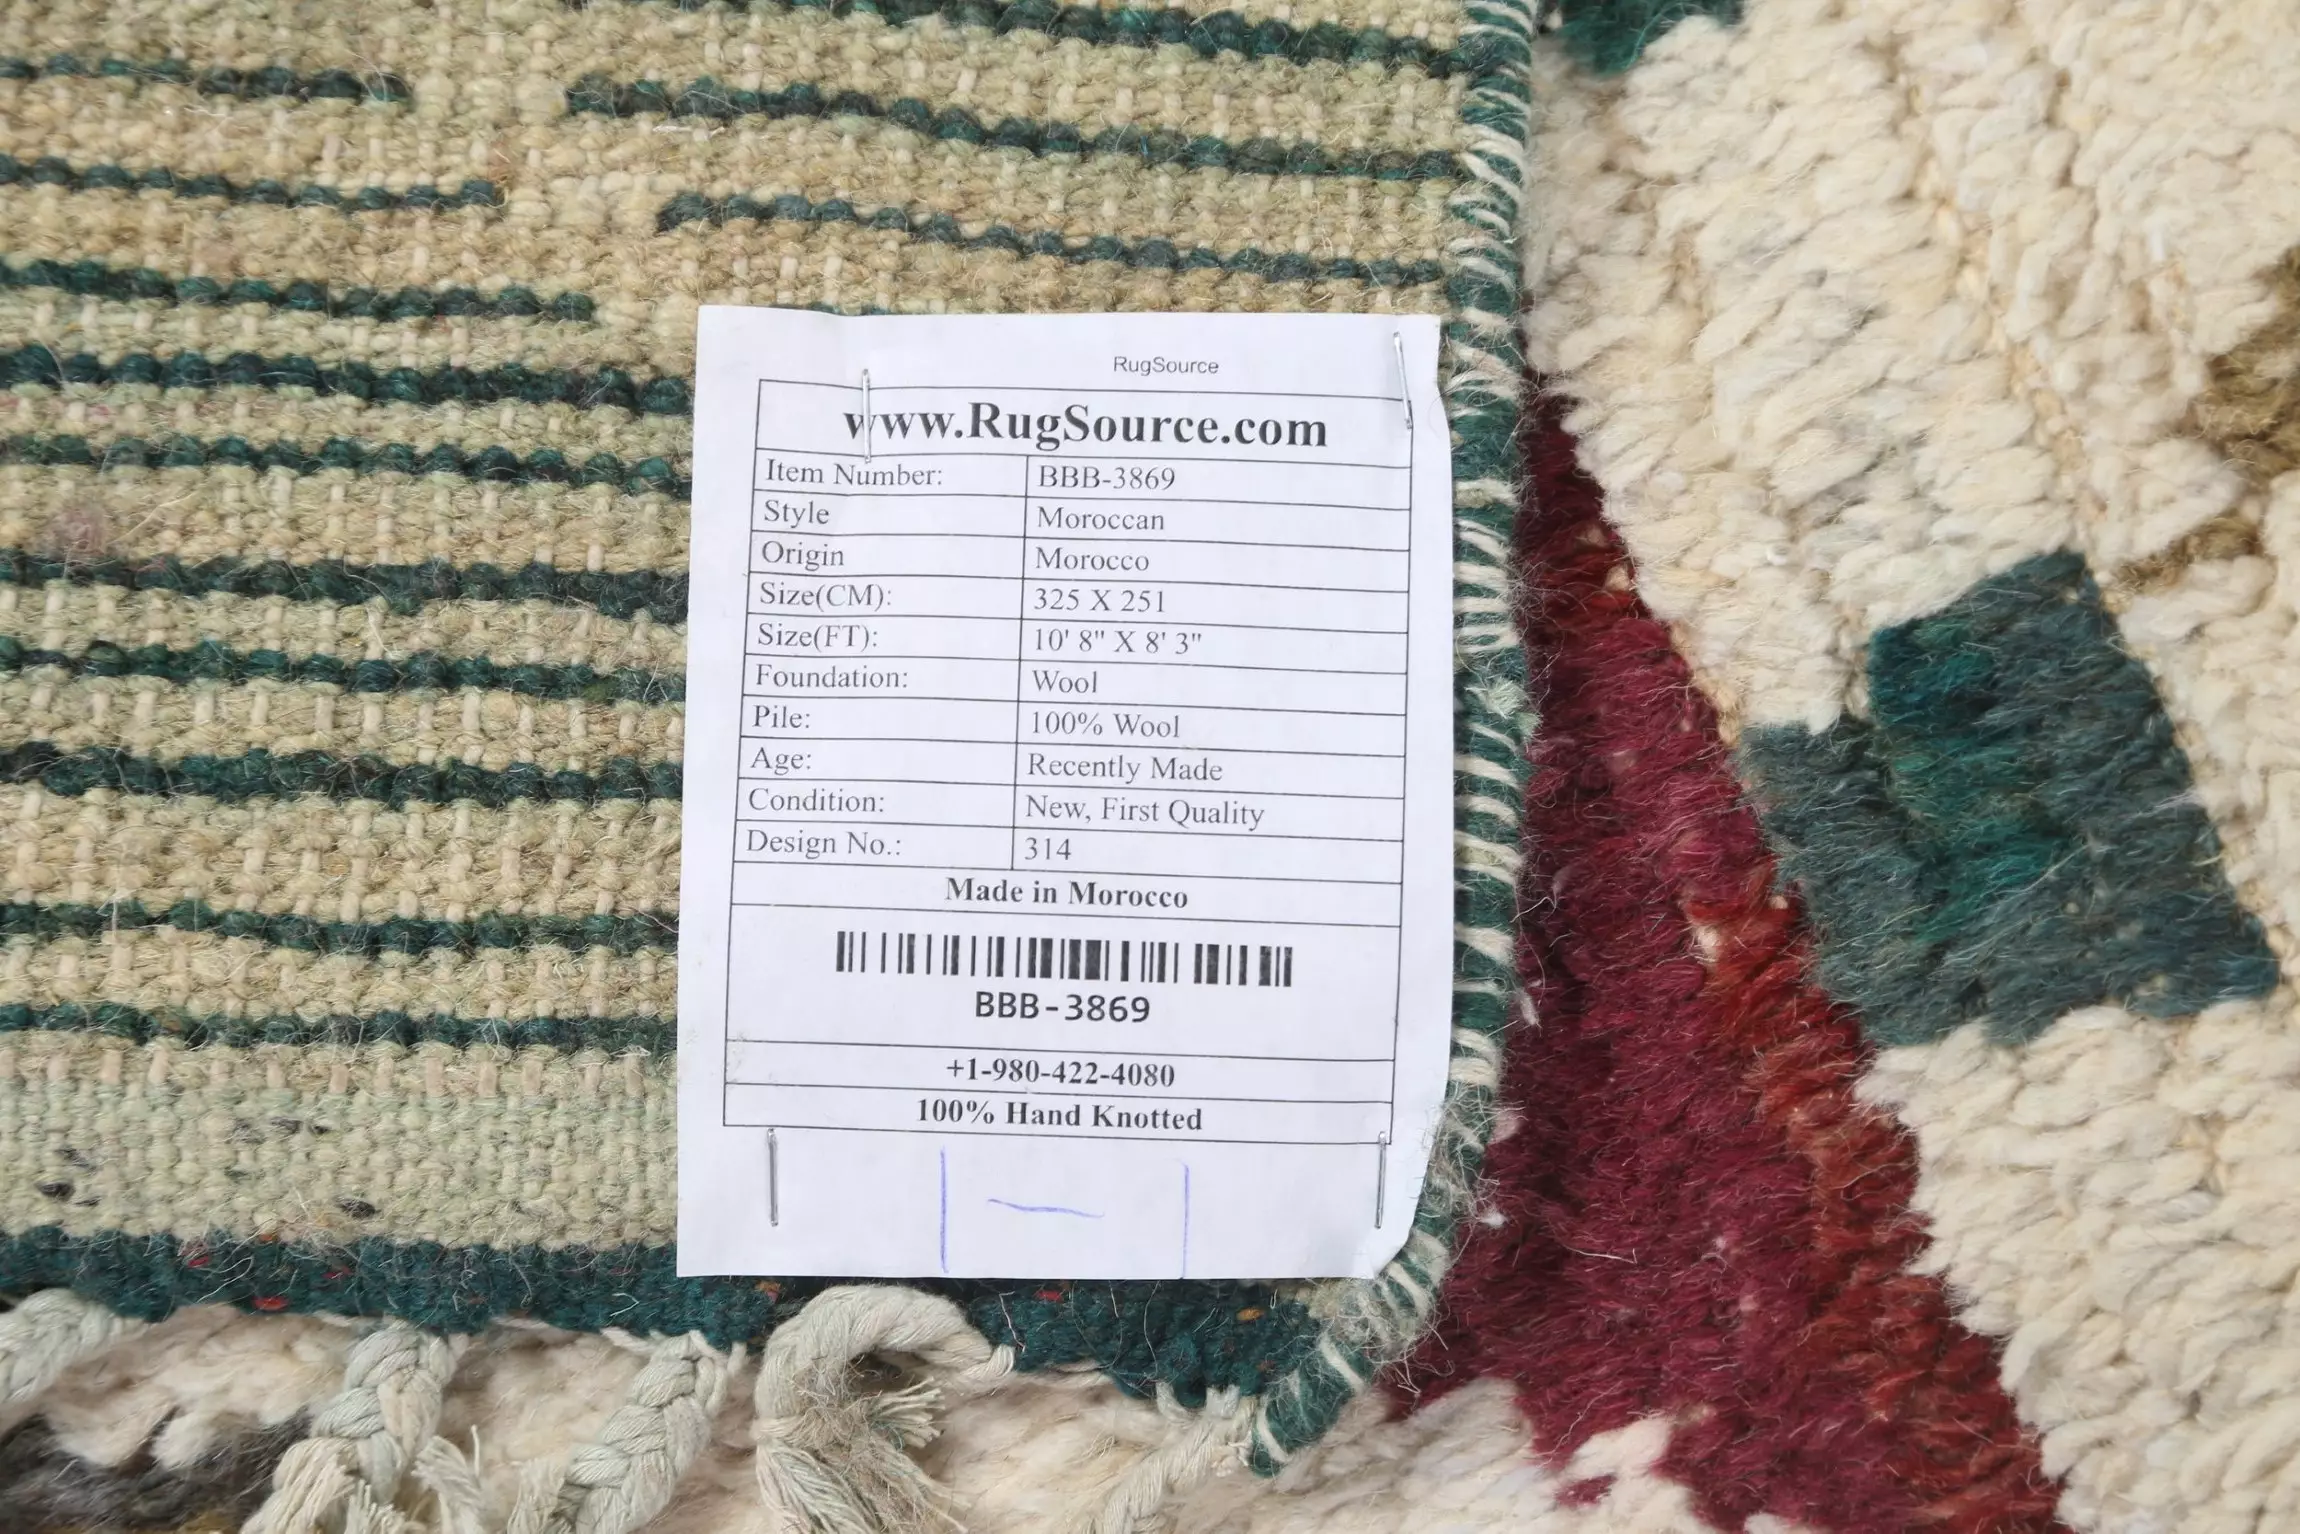 RugSource
www.RugSource.com
Item Number: BBB-3869
Style Moroccan
Origin Morocco
Size(CM): 325 X 251
Size(FT): 10' 8" X 8' 3"
Foundation: Wool
Pile: 100% Wool
Age: Recently Made
Condition: New, First Quality
Design No.: 314
Made in Morocco
BBB-3869
+1-980-422-4080
100% Hand Knotted